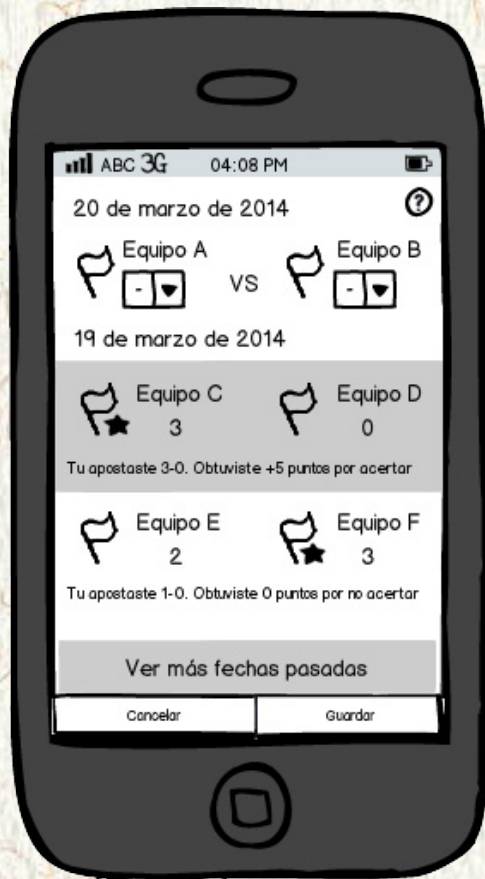 ABC 3G 04:08 PM
20 de marzo de 2014 ?
Equipo A Equipo B
- VS -
19 de marzo de 2014
Equipo C Equipo D
3 0
Tu apostaste 3-0. Obtuviste +5 puntos por acertar
Equipo E Equipo F
2 3
Tu apostaste 1-0. Obtuviste 0 puntos por no acertar
Ver más fechas pasadas
Cancelar Guardar